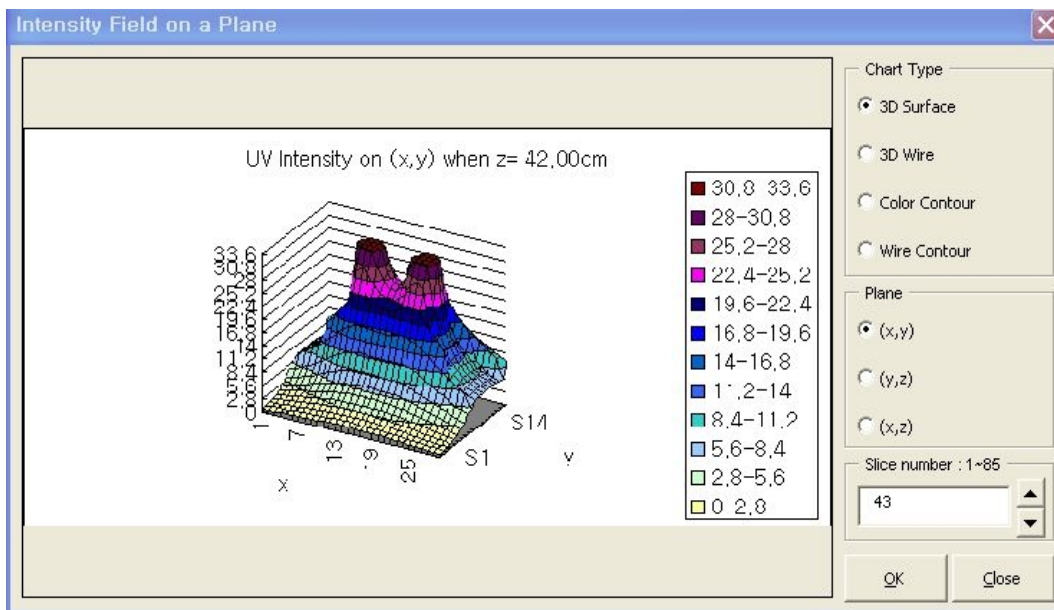 Intensity Field on a Plane
UV Intensity on (x,y) when z= 42,00cm
33,6
30,8
28
25,2
22,4
19,6
16,8
14
11,2
8,4
5,6
2,8
0
1
7
13
25
x
S1
S14
y
30,8 33,6
28-30,8
25,2-28
22,4-25,2
19,6-22,4
16,8-19,6
14-16,8
11,2-14
8,4-11,2
5,6-8,4
2,8-5,6
0 2,8
Chart Type
3D Surface
3D Wire
Color Contour
Wire Contour
Plane
(x,y)
(y,z)
(x,z)
Slice number : 1~85
43
OK
Close